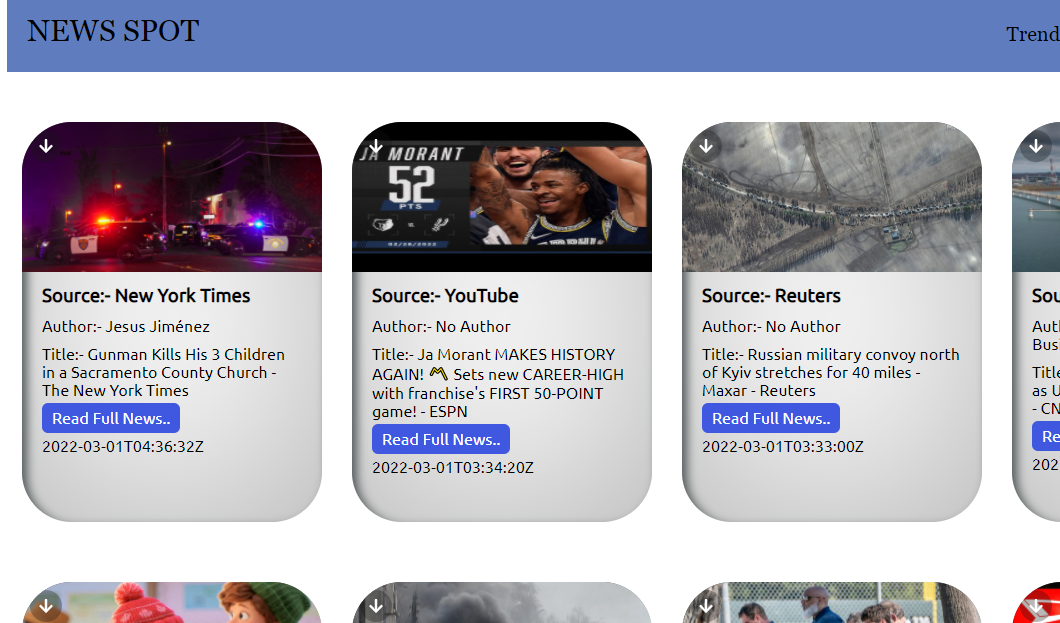 NEWS SPOT
Trend
JA MORANT
52
PTS
02/28/2022
Source:- New York Times
Author:- Jesus Jiménez
Title:- Gunman Kills His 3 Children
in a Sacramento County Church -
The New York Times
Read Full News..
2022-03-01T04:36:32Z
Source:- YouTube
Author:- No Author
Title:- Ja Morant MAKES HISTORY
AGAIN! 〽️ Sets new CAREER-HIGH
with franchise's FIRST 50-POINT
game! - ESPN
Read Full News..
2022-03-01T03:34:20Z
Source:- Reuters
Author:- No Author
Title:- Russian military convoy north
of Kyiv stretches for 40 miles -
Maxar - Reuters
Read Full News..
2022-03-01T03:33:00Z
Sou
Auth
Busi
Title
as U
- CN
Re
202